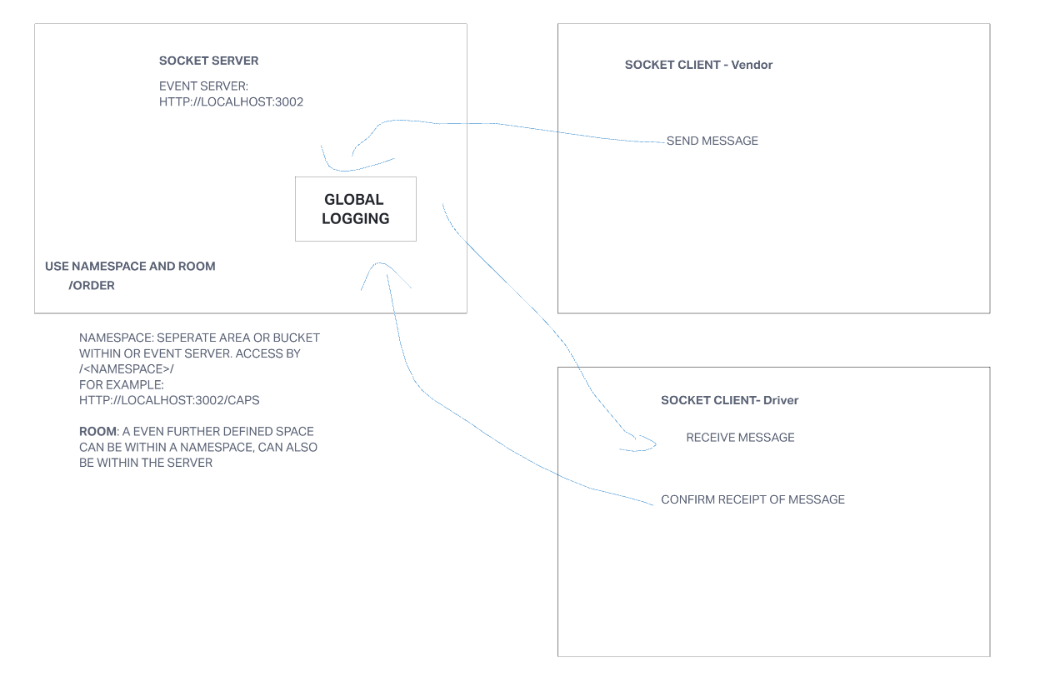 SOCKET SERVER
EVENT SERVER:
HTTP://LOCALHOST:3002
GLOBAL
LOGGING
USE NAMESPACE AND ROOM
/ORDER
NAMESPACE: SEPERATE AREA OR BUCKET
WITHIN OR EVENT SERVER. ACCESS BY
/<NAMESPACE>/
FOR EXAMPLE:
HTTP://LOCALHOST:3002/CAPS
ROOM: A EVEN FURTHER DEFINED SPACE
CAN BE WITHIN A NAMESPACE, CAN ALSO
BE WITHIN THE SERVER
SOCKET CLIENT - Vendor
SEND MESSAGE
SOCKET CLIENT- Driver
RECEIVE MESSAGE
CONFIRM RECEIPT OF MESSAGE